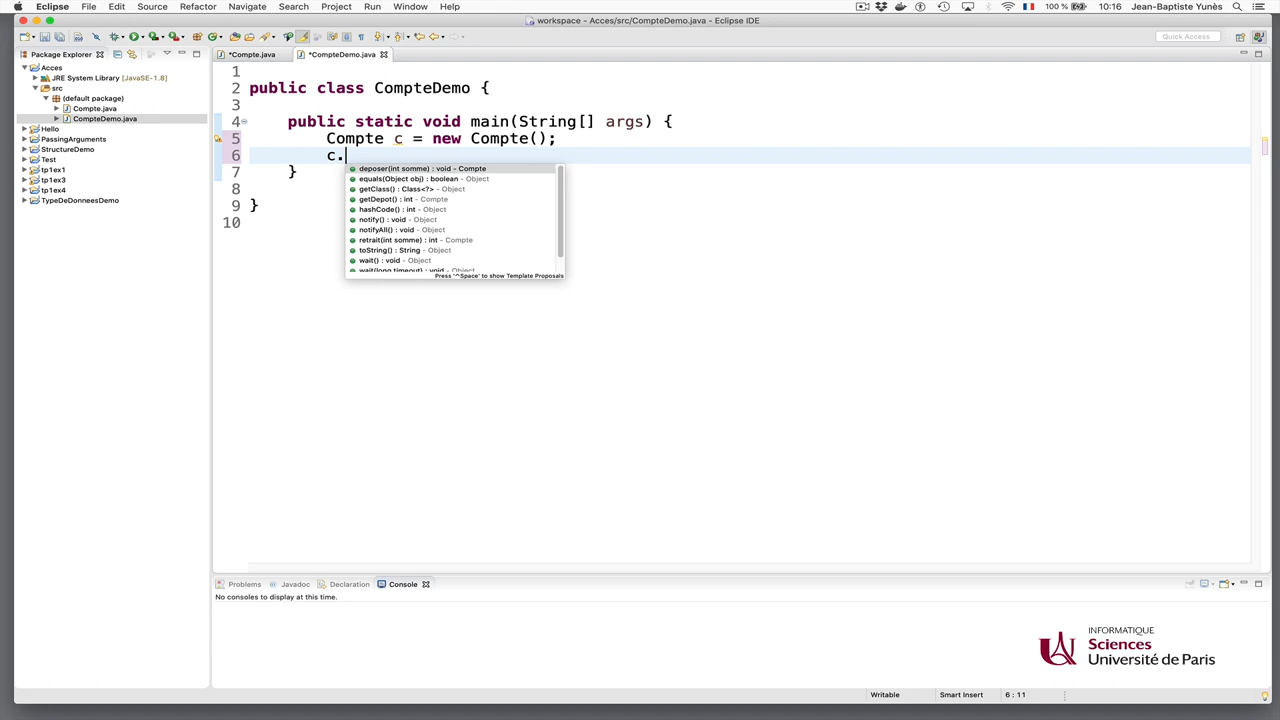 Eclipse File Edit Source Refactor Navigate Search Project Run Window Help 100 % 10:16 Jean-Baptiste Yunès
workspace - Acces/src/CompteDemo.java - Eclipse IDE
Quick Access
Package Explorer
*Compte.java
*CompteDemo.java
Acces
JRE System Library [JavaSE-1.8]
src
(default package)
Compte.java
CompteDemo.java
Hello
PassingArguments
StructureDemo
Test
tp1ex1
tp1ex3
tp1ex4
TypeDeDonneesDemo
1
2 public class CompteDemo {
3
4 public static void main(String[] args) {
5 Compte c = new Compte();
6 c.
7 }
8
9 }
10
deposer(int somme) : void - Compte
equals(Object obj) : boolean - Object
getClass() : Class<?> - Object
getDepot() : int - Compte
hashCode() : int - Object
notify() : void - Object
notifyAll() : void - Object
retrait(int somme) : int - Compte
toString() : String - Object
wait() : void - Object
wait(long timeout) : void - Object
Press '^Space' to show Template Proposals
Problems Javadoc Declaration Console
No consoles to display at this time.
INFORMATIQUE
Sciences
Université de Paris
Writable Smart Insert 6 : 11